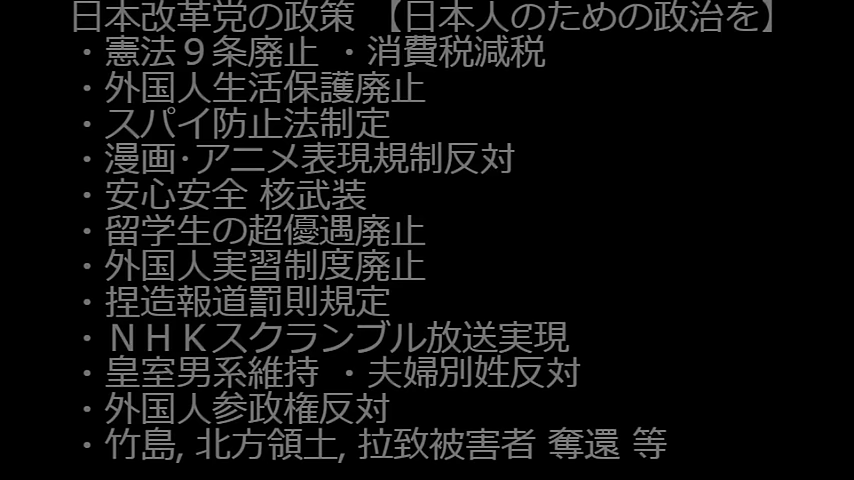 日本改革党の政策 【日本人のための政治を】
・憲法９条廃止 ・消費税減税
・外国人生活保護廃止
・スパイ防止法制定
・漫画･アニメ表現規制反対
・安心安全 核武装
・留学生の超優遇廃止
・外国人実習制度廃止
・捏造報道罰則規定
・ＮＨＫスクランブル放送実現
・皇室男系維持 ・夫婦別姓反対
・外国人参政権反対
・竹島, 北方領土, 拉致被害者 奪還 等